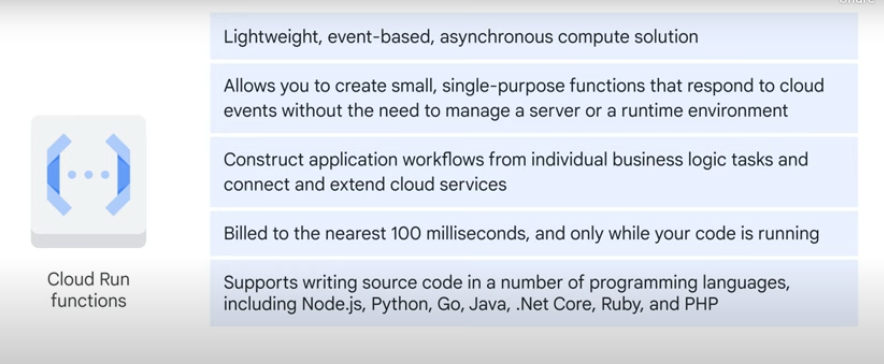 Lightweight, event-based, asynchronous compute solution
Allows you to create small, single-purpose functions that respond to cloud
events without the need to manage a server or a runtime environment
Construct application workflows from individual business logic tasks and
connect and extend cloud services
Billed to the nearest 100 milliseconds, and only while your code is running
Supports writing source code in a number of programming languages,
including Node.js, Python, Go, Java, .Net Core, Ruby, and PHP
Cloud Run
functions